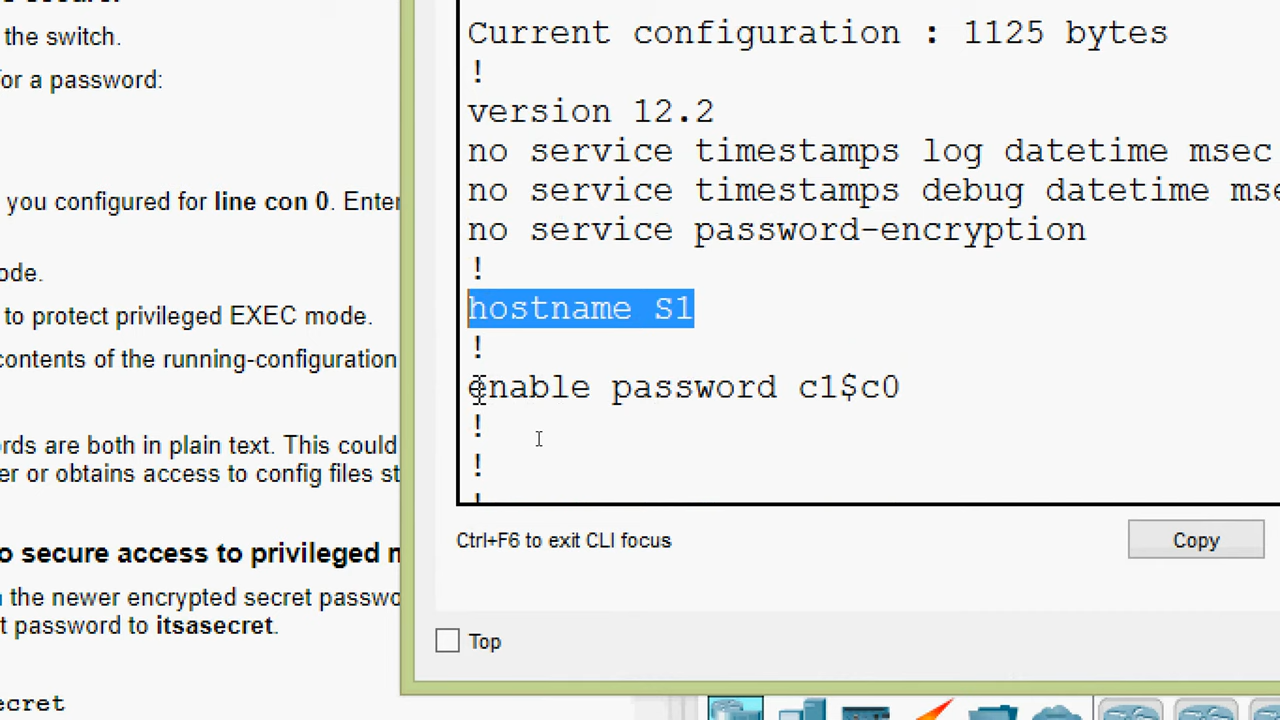 e secure.
the switch.
for a password:
you configured for line con 0. Enter
ode.
to protect privileged EXEC mode.
contents of the running-configuration
rds are both in plain text. This could
er or obtains access to config files st
o secure access to privileged m
the newer encrypted secret passwo
t password to itsasecret.
ecret
Current configuration : 1125 bytes
!
version 12.2
no service timestamps log datetime msec
no service timestamps debug datetime mse
no service password-encryption
!
hostname S1
!
enable password c1$c0
!
!
!
Ctrl+F6 to exit CLI focus
Copy
Top